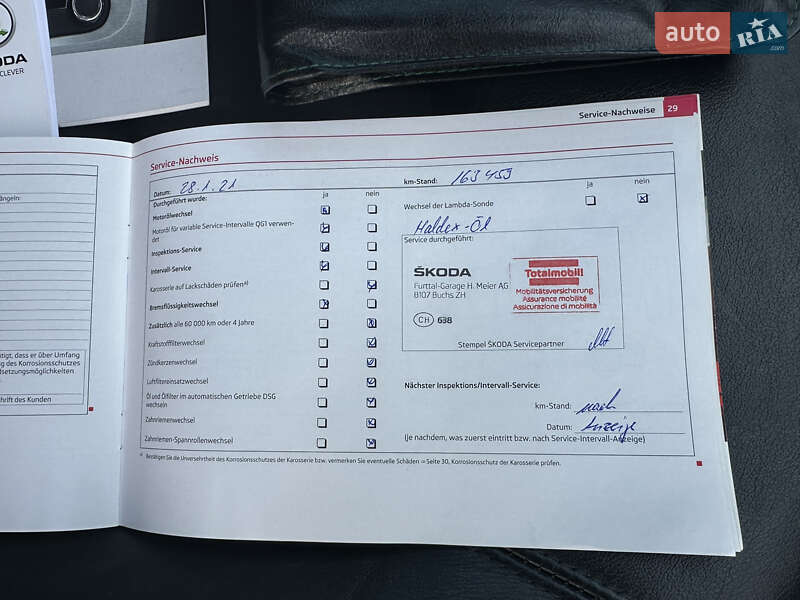 auto RIA .com
ODA
CLEVER
ängeln:
tigt, dass er über Umfang
g des Korrosionsschutzes
dsetzungsmöglichkeiten
hrift des Kunden
Service-Nachweise 29
Service-Nachweis
Datum: 28.1.21
Durchgeführt wurde: ja nein
Motorölwechsel
Motoröl für variable Service-Intervalle QG1 verwen-
det
Inspektions-Service
Intervall-Service
Karosserie auf Lackschäden prüfen a)
Bremsflüssigkeitswechsel
Zusätzlich alle 60 000 km oder 4 Jahre
Kraftstofffilterwechsel
Zündkerzenwechsel
Luftfiltereinsatzwechsel
Öl und Ölfilter im automatischen Getriebe DSG
wechseln
Zahnriemenwechsel
Zahnriemen-Spannrollenwechsel
km-Stand: 163 453
ja nein
Wechsel der Lambda-Sonde
Haldex-Öl
Service durchgeführt:
ŠKODA
Furttal-Garage H. Meier AG
8107 Buchs ZH
CH 638
Totalmobil!
Mobilitätsversicherung
Assurance mobilité
Assicurazione di mobilità
Stempel ŠKODA Servicepartner
Nächster Inspektions/Intervall-Service:
km-Stand: nach
Datum: Anzeige
(Je nachdem, was zuerst eintritt bzw. nach Service-Intervall-Anzeige)
a) Bestätigen Sie die Unversehrtheit des Korrosionsschutzes der Karosserie bzw. vermerken Sie eventuelle Schäden ⇒ Seite 30, Korrosionsschutz der Karosserie prüfen.